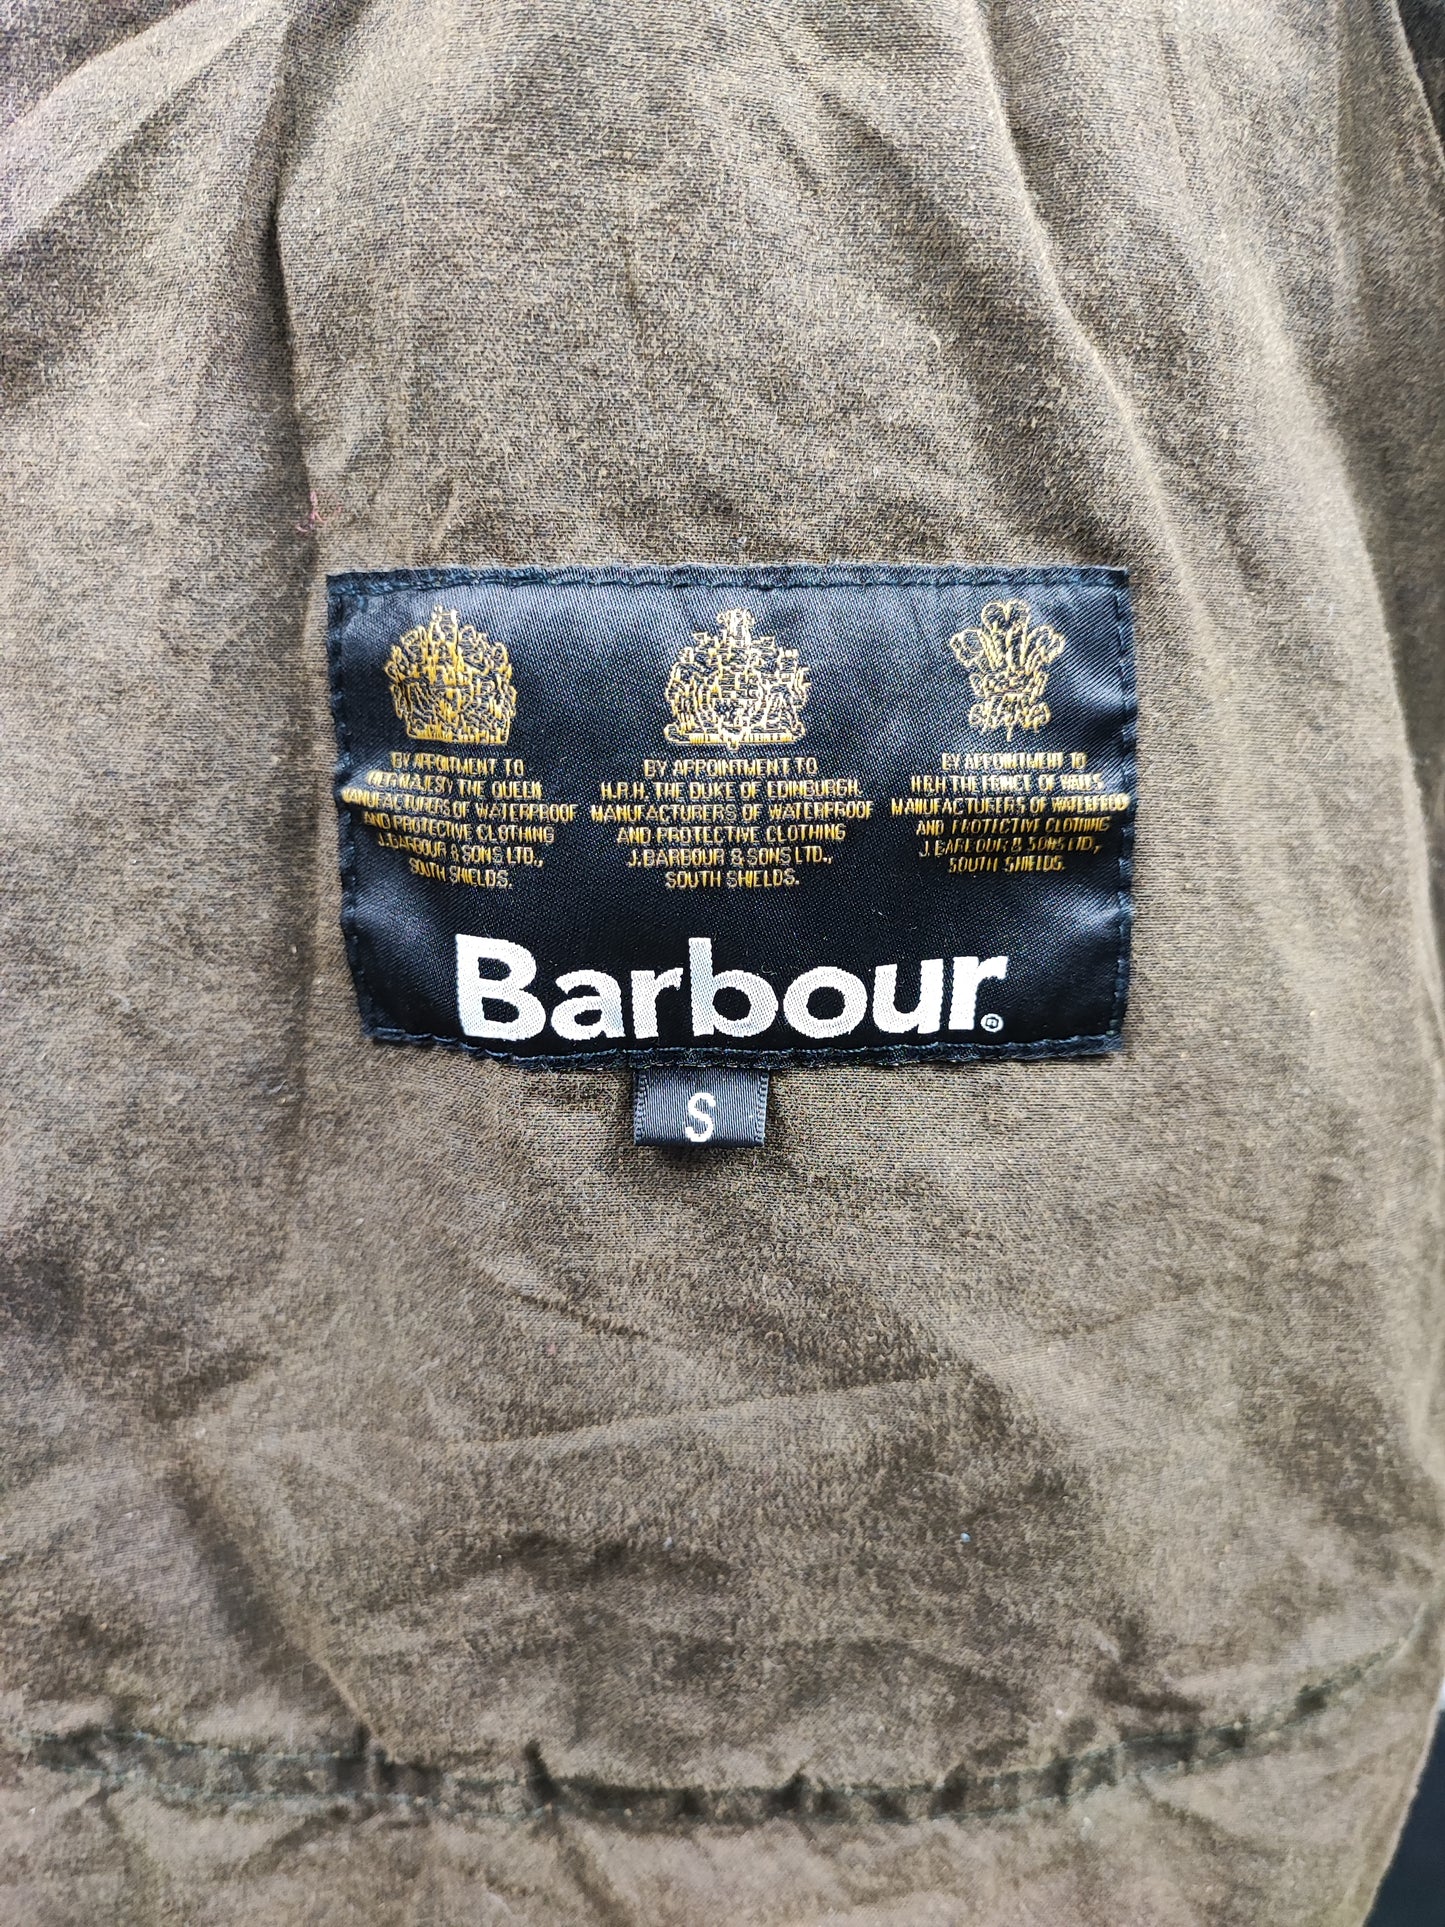 BY APPOINTMENT TO
HER MAJESTY THE QUEEN
MANUFACTURERS OF WATERPROOF
AND PROTECTIVE CLOTHING
J. BARBOUR & SONS LTD.,
SOUTH SHIELDS.
BY APPOINTMENT TO
H.R.H. THE DUKE OF EDINBURGH
MANUFACTURERS OF WATERPROOF
AND PROTECTIVE CLOTHING
J. BARBOUR & SONS LTD.,
SOUTH SHIELDS.
BY APPOINTMENT TO
H.R.H THE PRINCE OF WALES
MANUFACTURERS OF WATERPROO
AND PROTECTIVE CLOTHING
J. BARBOUR & SONS LTD,
SOUTH SHIELDS.
Barbour®
S